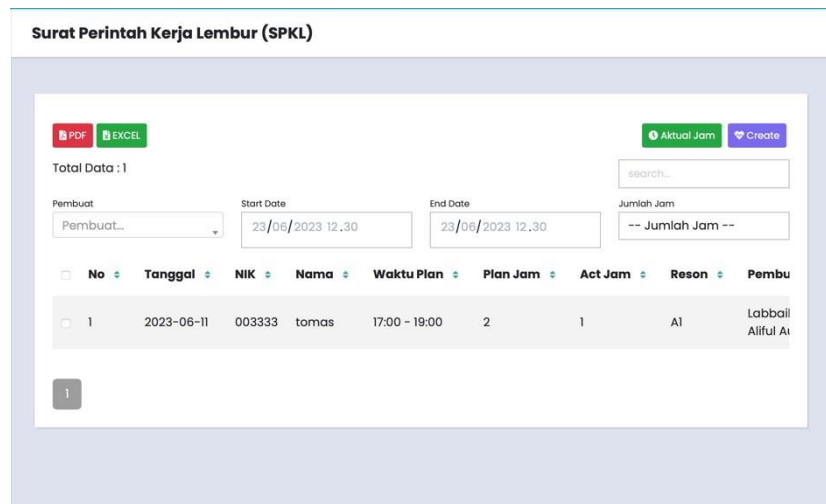 Surat Perintah Kerja Lembur (SPKL)
PDF EXCEL Aktual Jam Create
Total Data : 1 search...
Pembuat Start Date End Date Jumlah Jam
Pembuat... 23/06/2023 12.30 23/06/2023 12.30 -- Jumlah Jam --
No Tanggal NIK Nama Waktu Plan Plan Jam Act Jam Reson Pembu
1 2023-06-11 003333 tomas 17:00 - 19:00 2 1 A1 Labbail
Aliful
1